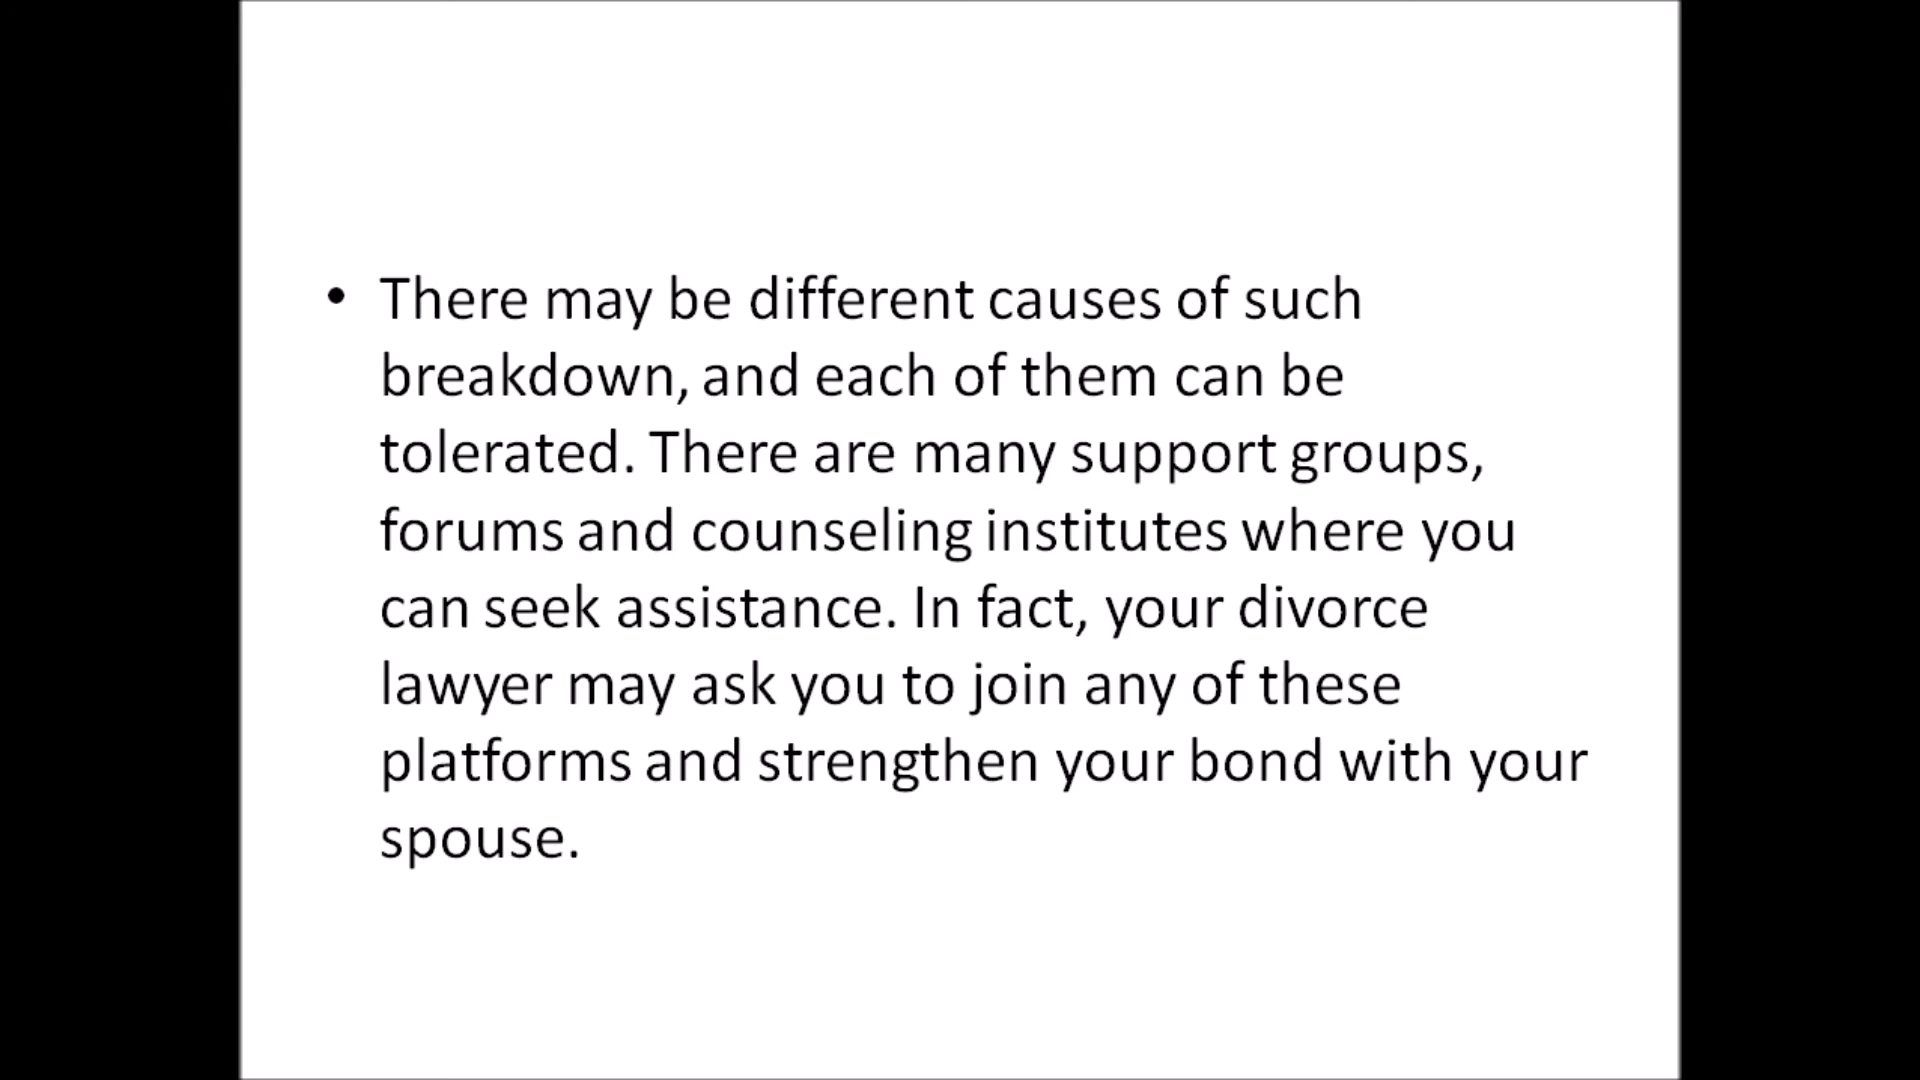 • There may be different causes of such
breakdown, and each of them can be
tolerated. There are many support groups,
forums and counseling institutes where you
can seek assistance. In fact, your divorce
lawyer may ask you to join any of these
platforms and strengthen your bond with your
spouse.